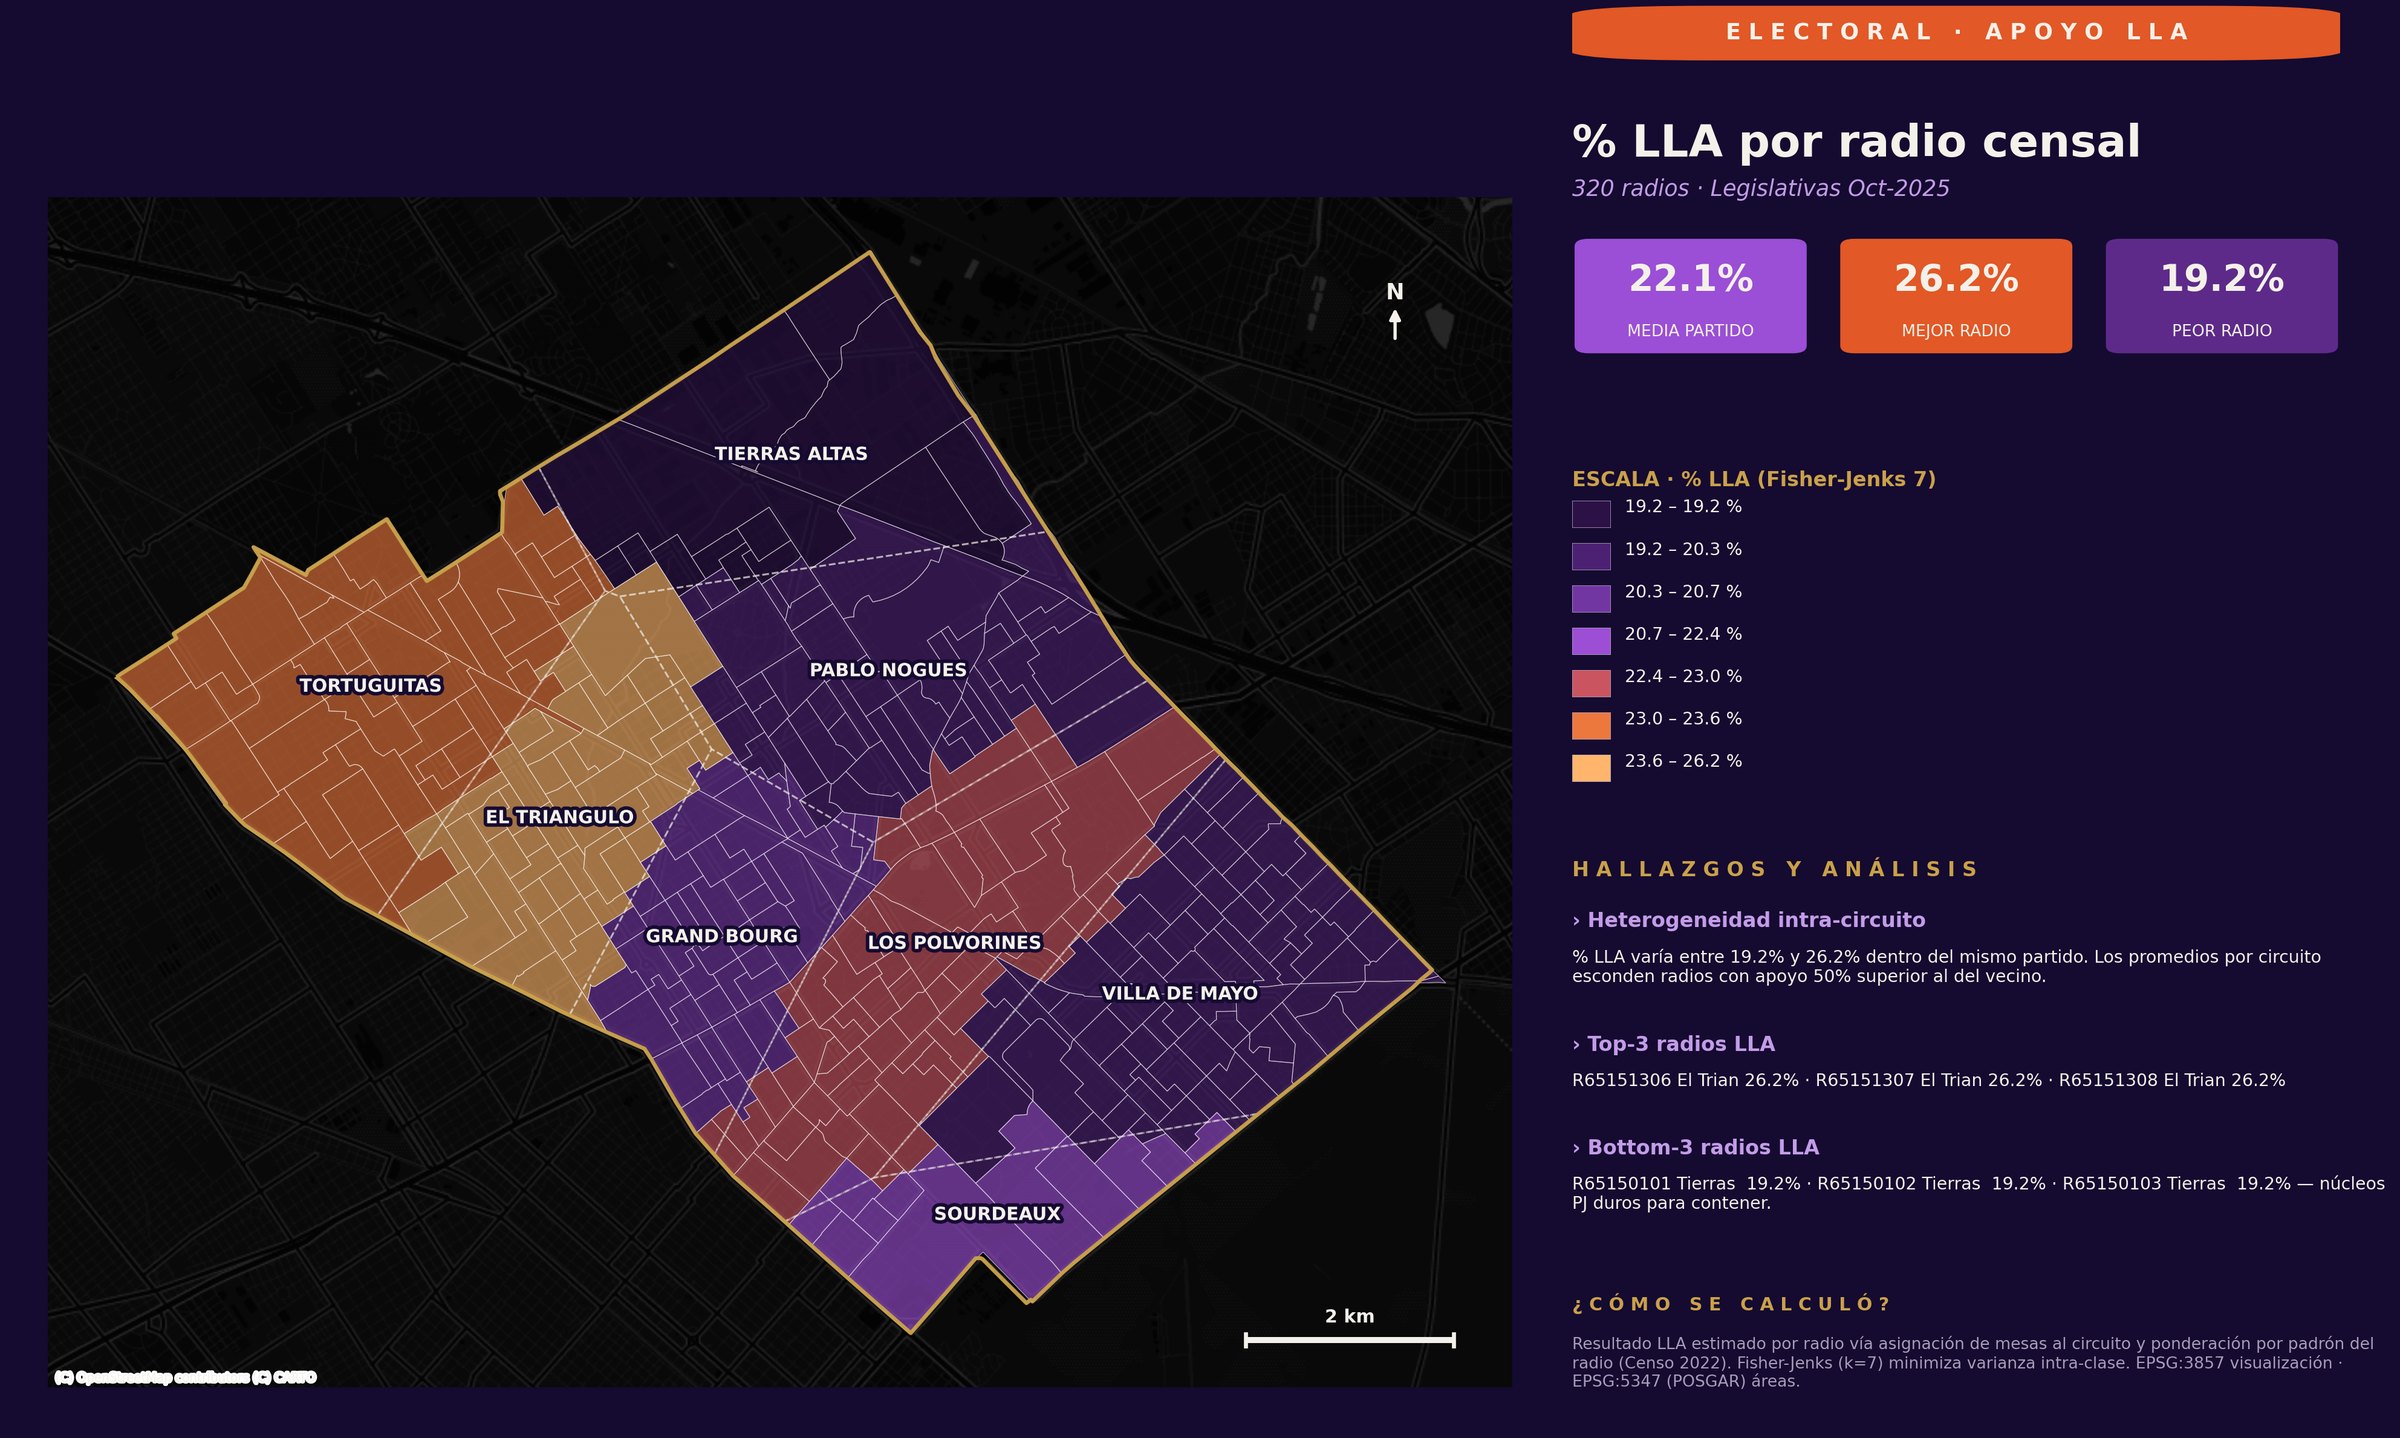 ELECTORAL · APOYO LLA
% LLA por radio censal
320 radios · Legislativas Oct-2025
22.1%
MEDIA PARTIDO
26.2%
MEJOR RADIO
19.2%
PEOR RADIO
N
TIERRAS ALTAS
PABLO NOGUES
TORTUGUITAS
EL TRIANGULO
GRAND BOURG
LOS POLVORINES
VILLA DE MAYO
SOURDEAUX
2 km
(C) OpenStreetMap contributors (C) CARTO
ESCALA · % LLA (Fisher-Jenks 7)
19.2 – 19.2 %
19.2 – 20.3 %
20.3 – 20.7 %
20.7 – 22.4 %
22.4 – 23.0 %
23.0 – 23.6 %
23.6 – 26.2 %
HALLAZGOS Y ANÁLISIS
› Heterogeneidad intra-circuito
% LLA varía entre 19.2% y 26.2% dentro del mismo partido. Los promedios por circuito
esconden radios con apoyo 50% superior al del vecino.
› Top-3 radios LLA
R65151306 El Trian 26.2% · R65151307 El Trian 26.2% · R65151308 El Trian 26.2%
› Bottom-3 radios LLA
R65150101 Tierras  19.2% · R65150102 Tierras  19.2% · R65150103 Tierras  19.2% — núcleos
PJ duros para contener.
¿CÓMO SE CALCULÓ?
Resultado LLA estimado por radio vía asignación de mesas al circuito y ponderación por padrón del
radio (Censo 2022). Fisher-Jenks (k=7) minimiza varianza intra-clase. EPSG:3857 visualización ·
EPSG:5347 (POSGAR) áreas.